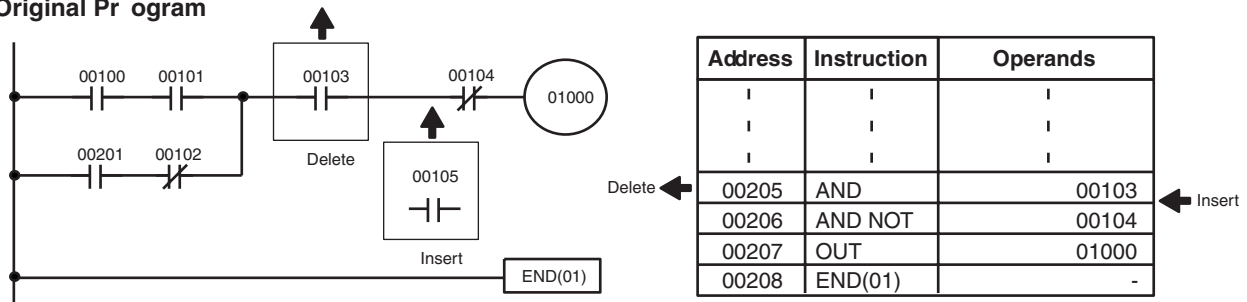 Original Pr ogram
00100 00101 00103 00104
01000
00201 00102
Delete
00105
Insert
END(01)
Address Instruction Operands
Delete
00205 AND 00103
Insert
00206 AND NOT 00104
00207 OUT 01000
00208 END(01) -